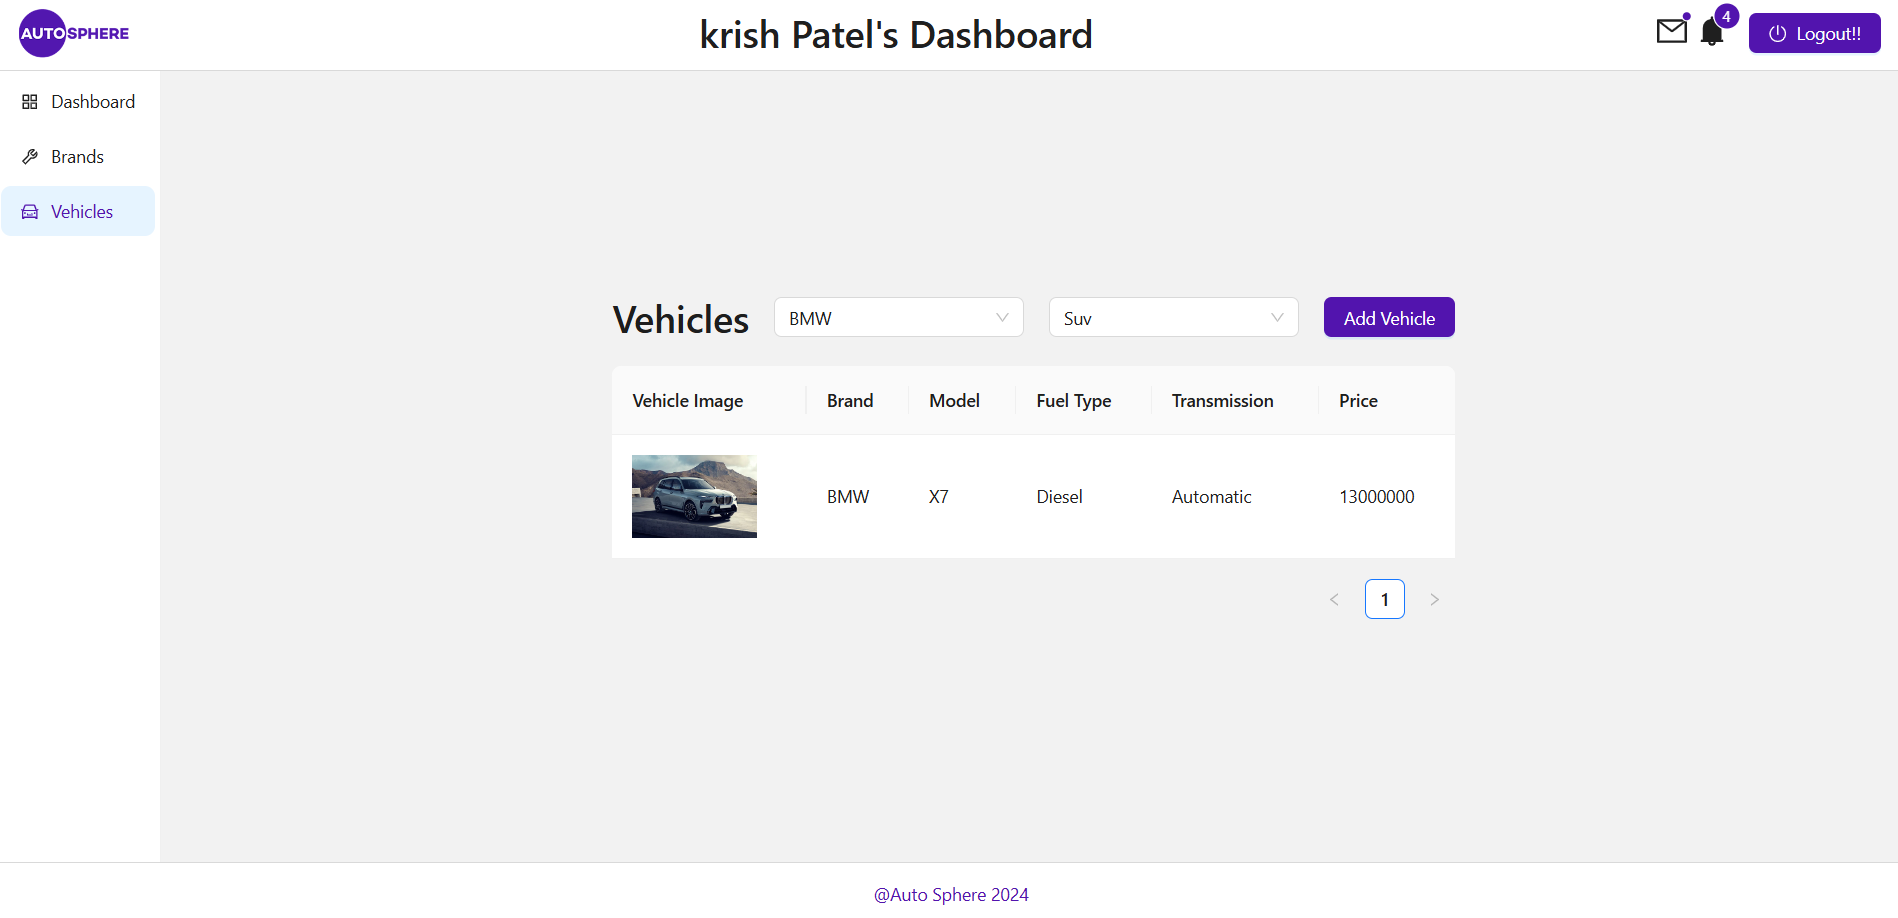 AUTOSPHERE
krish Patel's Dashboard
4
Logout!!
Dashboard
Brands
Vehicles
Vehicles
BMW
Suv
Add Vehicle
Vehicle Image
Brand
Model
Fuel Type
Transmission
Price
BMW
X7
Diesel
Automatic
13000000
1
@Auto Sphere 2024